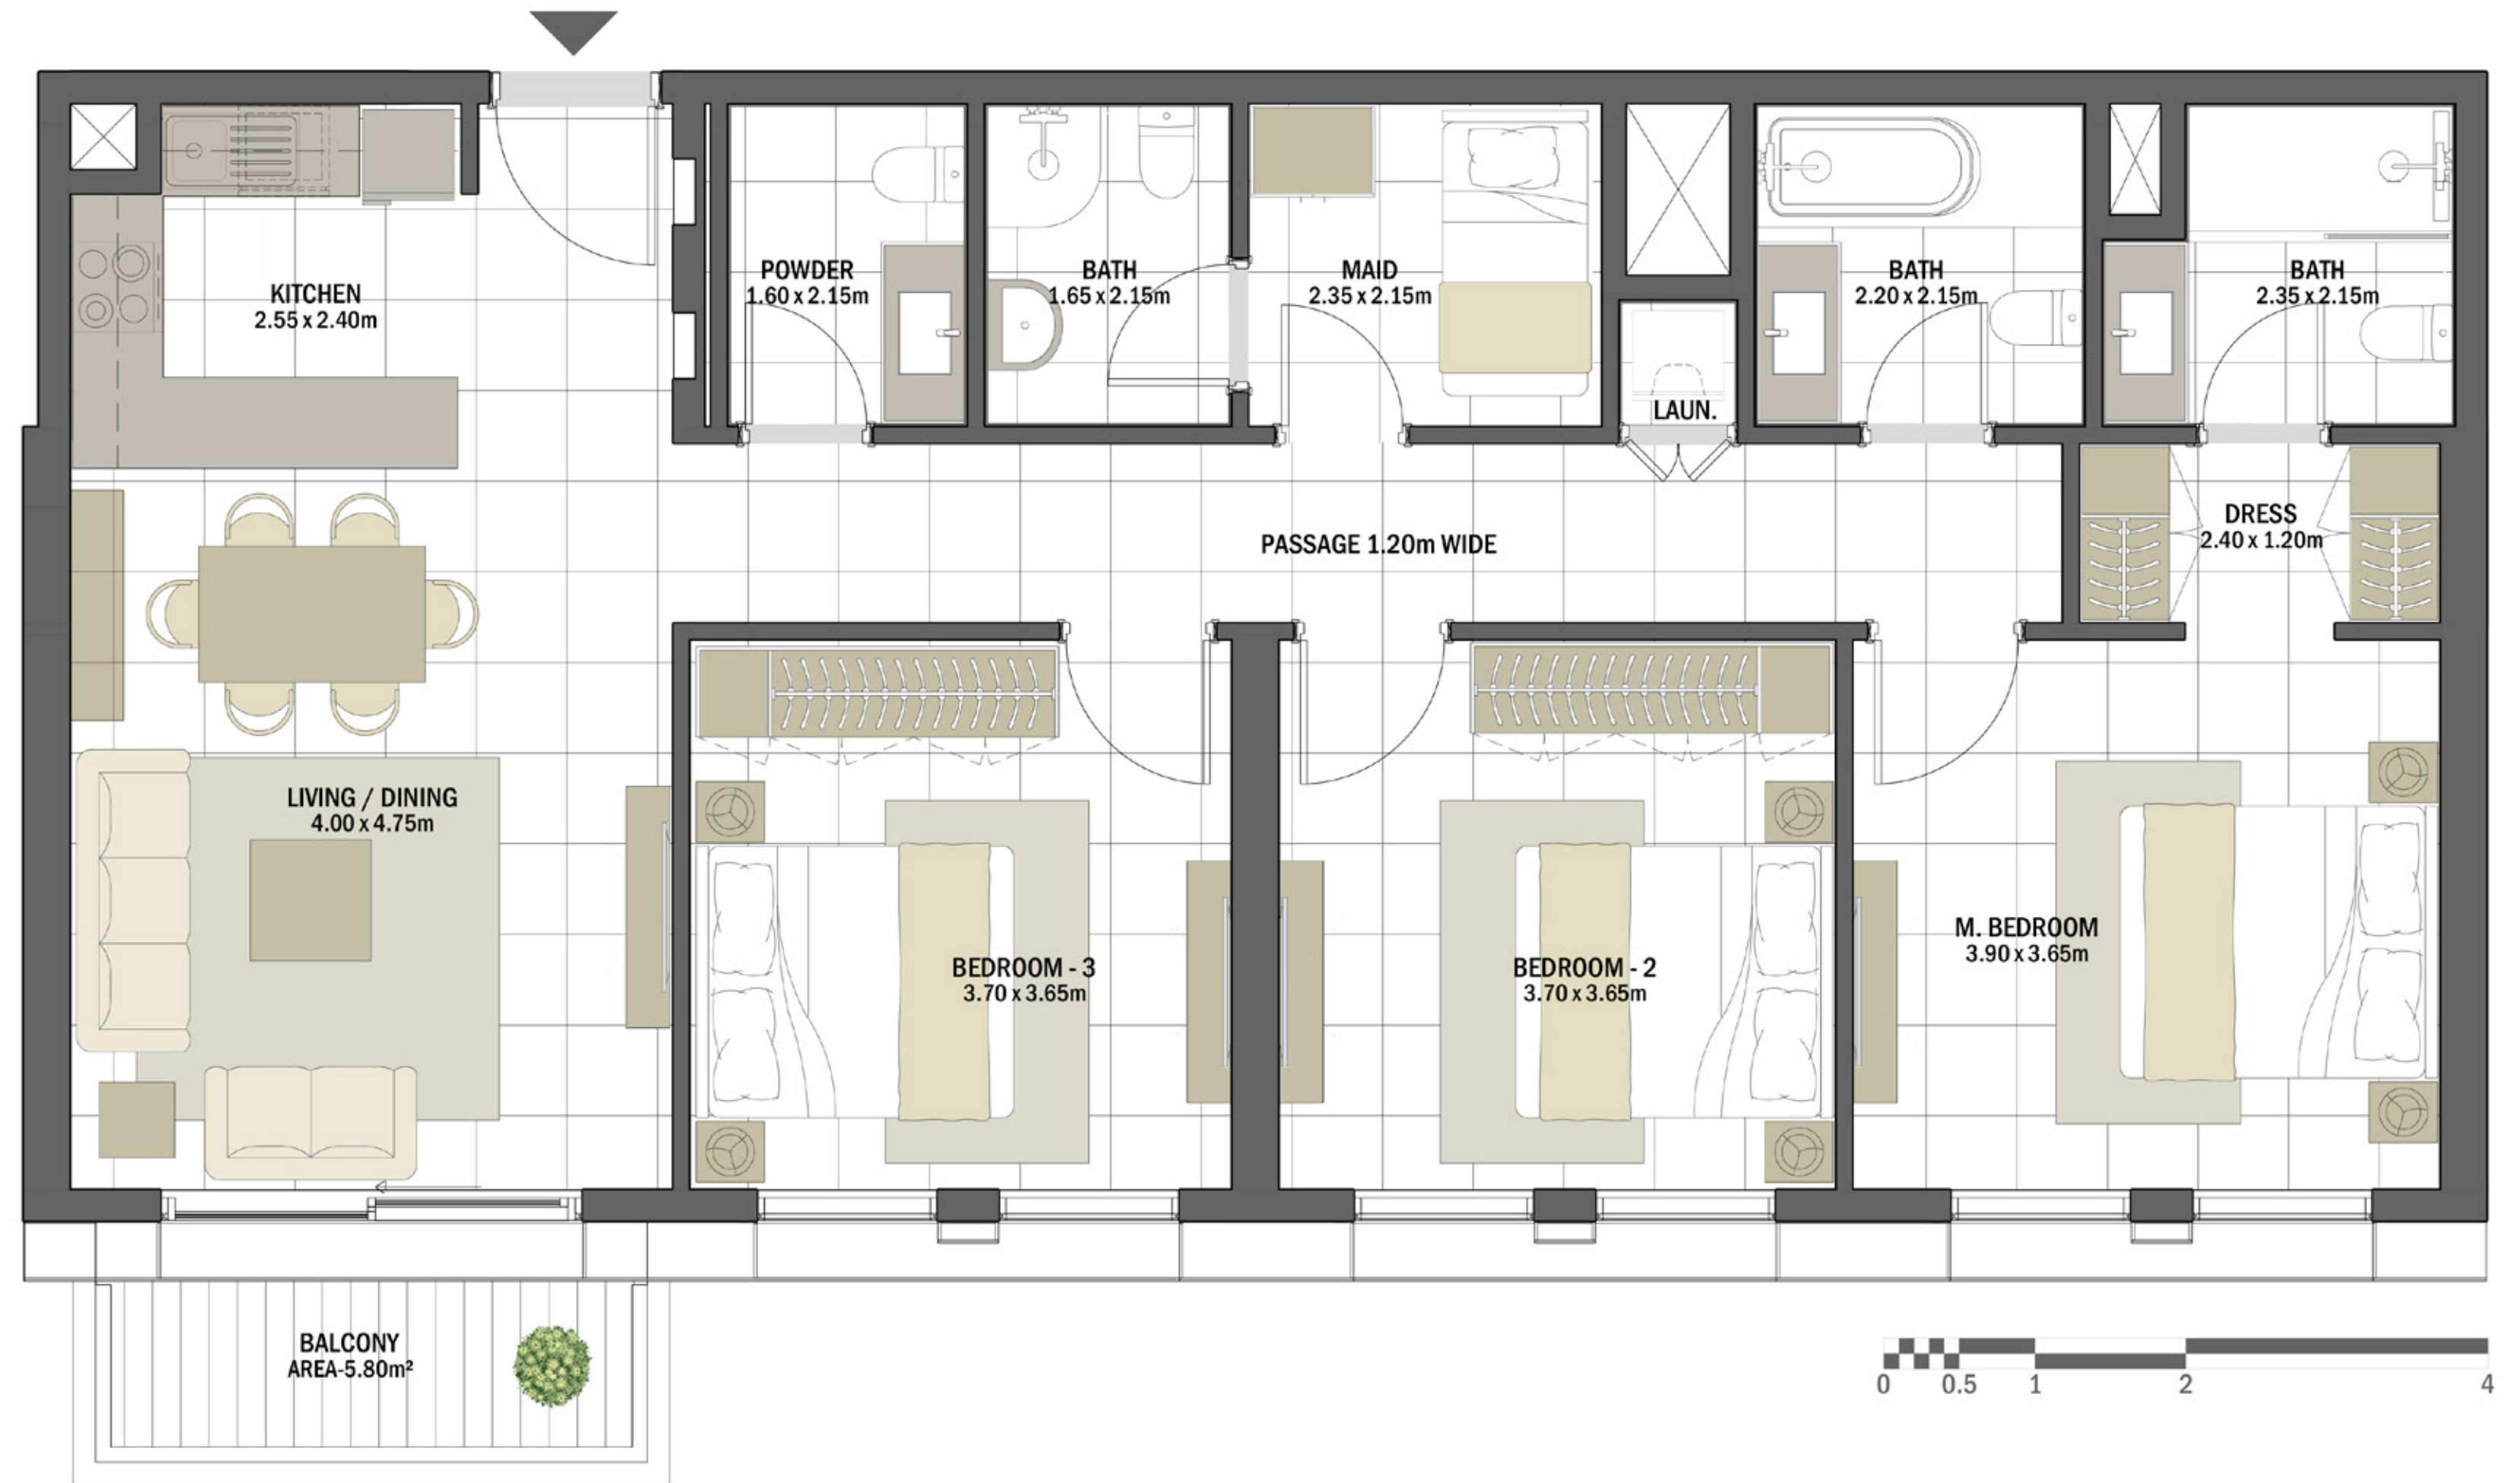 KITCHEN
2.55 x 2.40m
POWDER
1.60 x 2.15m
BATH
1.65 x 2.15m
MAID
2.35 x 2.15m
LAUN.
BATH
2.20 x 2.15m
BATH
2.35 x 2.15m
DRESS
2.40 x 1.20m
PASSAGE 1.20m WIDE
LIVING / DINING
4.00 x 4.75m
BEDROOM - 3
3.70 x 3.65m
BEDROOM - 2
3.70 x 3.65m
M. BEDROOM
3.90 x 3.65m
BALCONY
AREA-5.80m²
0 0.5 1 2 4